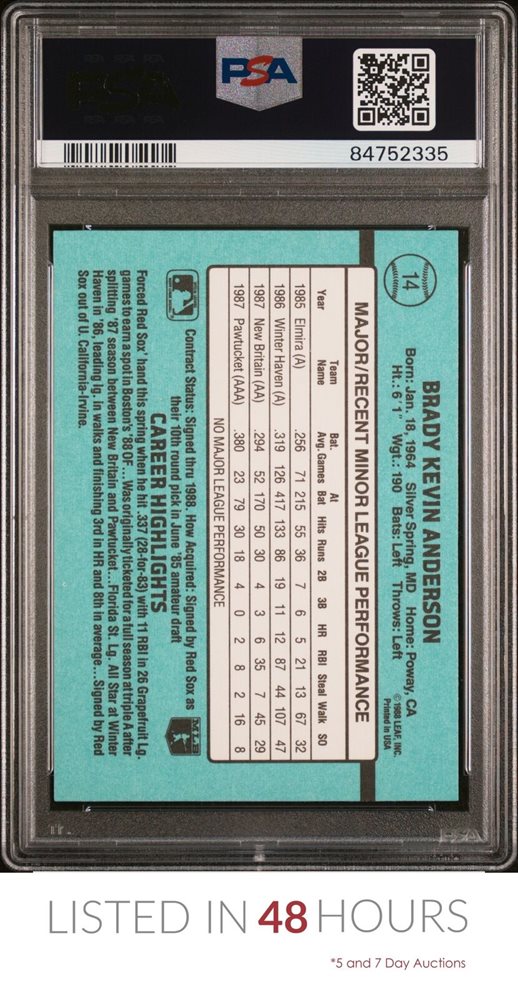 PSA
84752335
14
BRADY KEVIN ANDERSON
Born: Jan. 18, 1964 Silver Spring, MD Home: Poway, CA
Ht.: 6'1" Wgt.: 190 Bats: Left Throws: Left
© 1988 LEAF, INC.
Printed in USA
MAJOR/RECENT MINOR LEAGUE PERFORMANCE
Team Bat. At
Year Name Avg. Games Bat Hits Runs 2B 3B HR RBI Steal Walk SO
1985 Elmira (A) .256 71 215 55 36 7 6 5 21 13 67 32
1986 Winter Haven (A) .319 126 417 133 86 19 11 12 87 44 107 47
1987 New Britain (AA) .294 52 170 50 30 4 3 6 35 7 45 29
1987 Pawtucket (AAA) .380 23 79 30 18 4 0 2 8 2 16 8
NO MAJOR LEAGUE PERFORMANCE
Contract Status: Signed thru 1988. How Acquired: Signed by Red Sox as
their 10th round pick in June '85 amateur draft
CAREER HIGHLIGHTS
Forced Red Sox' hand this spring when he hit .337 (28-for-83) with 11 RBI in 26 Grapefruit Lg.
games to earn a spot in Boston's '88 OF...Was originally ticketed for a full season at triple A after
splitting '87 season between New Britain and Pawtucket...Florida St. Lg. All Star at Winter
Haven in '86, leading lg. in walks and finishing 3rd in HR and 8th in average...Signed by Red
Sox out of U. California-Irvine.
PSA
LISTED IN 48 HOURS
*5 and 7 Day Auctions